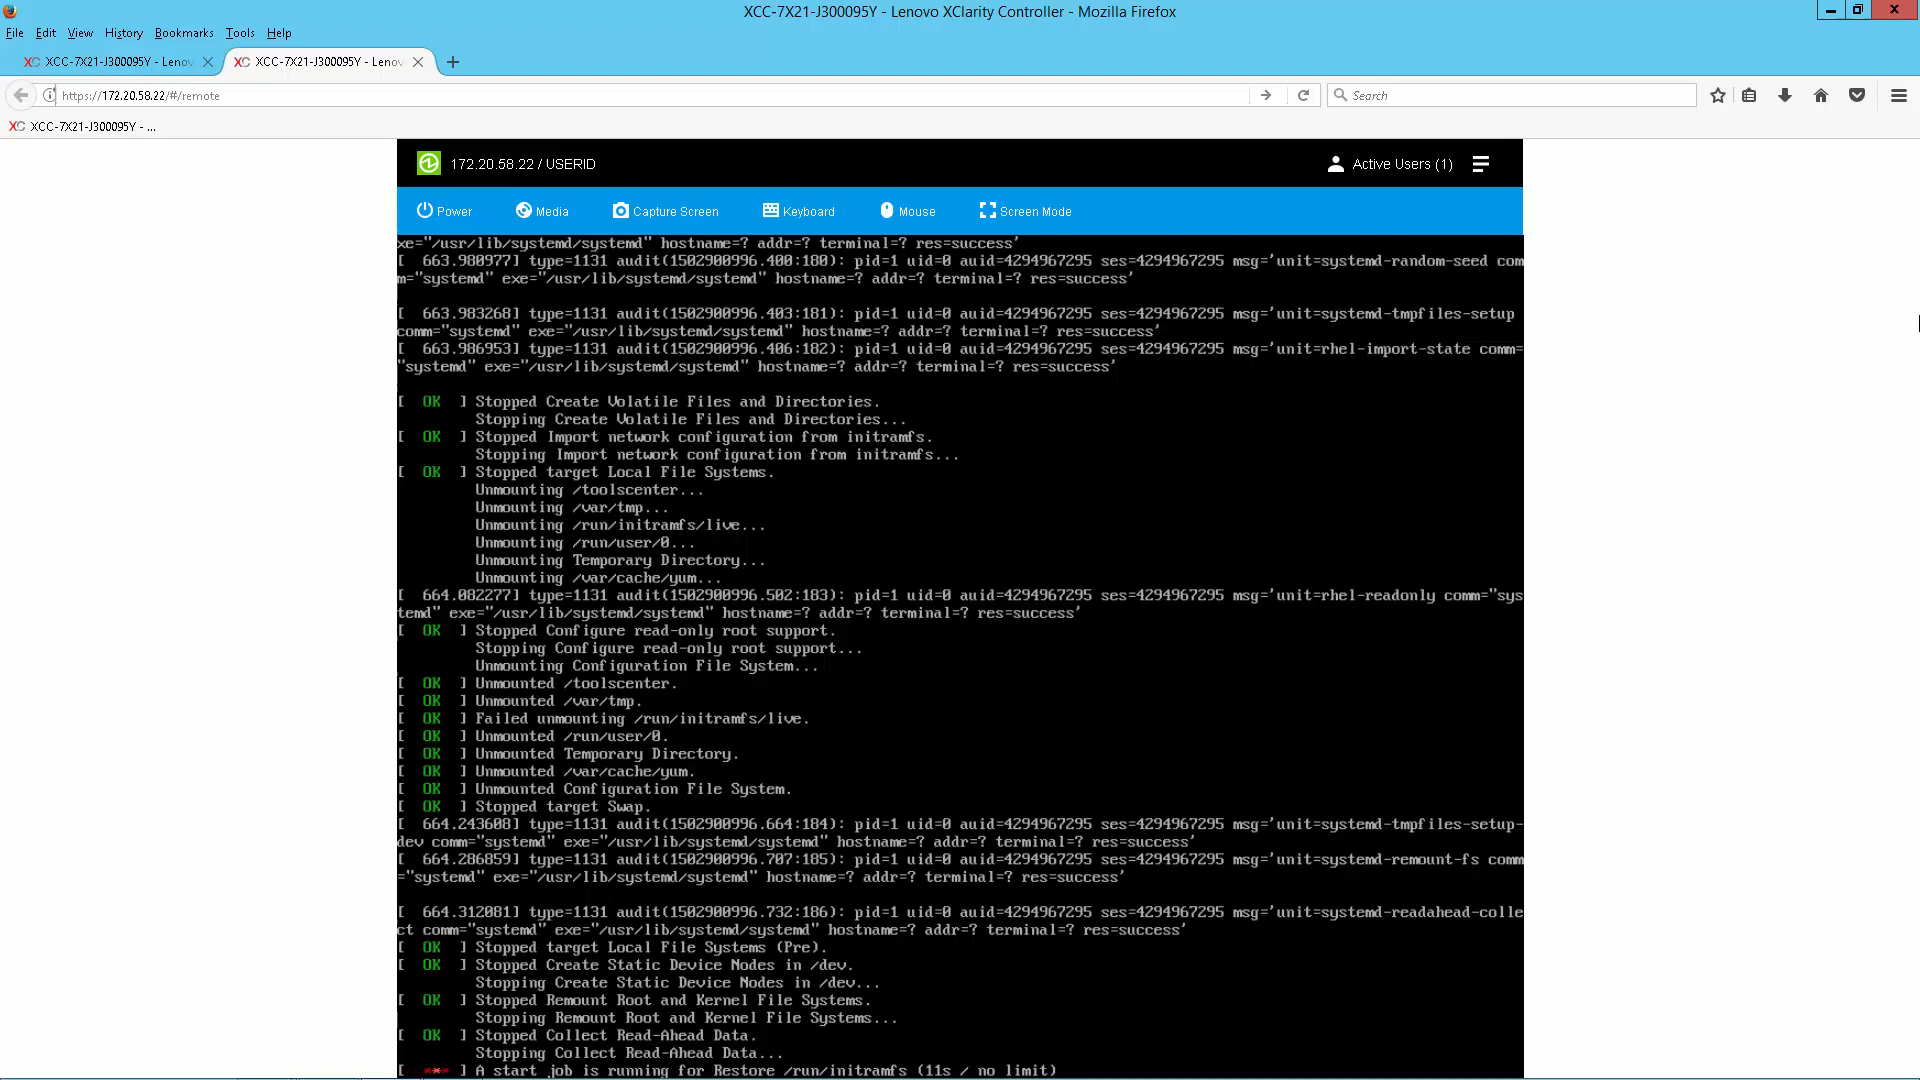 XCC-7X21-J300095Y - Lenovo XClarity Controller - Mozilla Firefox
File Edit View History Bookmarks Tools Help
XC XCC-7X21-J300095Y - Lenov XC XCC-7X21-J300095Y - Lenov
https://172.20.58.22/#/remote Search
XC XCC-7X21-J300095Y - ...
172.20.58.22 / USERID Active Users (1)
Power Media Capture Screen Keyboard Mouse Screen Mode
xe="/usr/lib/systemd/systemd" hostname=? addr=? terminal=? res=success'
[  663.980977] type=1131 audit(1502900996.400:180): pid=1 uid=0 auid=4294967295 ses=4294967295 msg='unit=systemd-random-seed com
m="systemd" exe="/usr/lib/systemd/systemd" hostname=? addr=? terminal=? res=success'
[  663.983268] type=1131 audit(1502900996.403:181): pid=1 uid=0 auid=4294967295 ses=4294967295 msg='unit=systemd-tmpfiles-setup
comm="systemd" exe="/usr/lib/systemd/systemd" hostname=? addr=? terminal=? res=success'
[  663.986953] type=1131 audit(1502900996.406:182): pid=1 uid=0 auid=4294967295 ses=4294967295 msg='unit=rhel-import-state comm=
"systemd" exe="/usr/lib/systemd/systemd" hostname=? addr=? terminal=? res=success'
[  OK  ] Stopped Create Volatile Files and Directories.
Stopping Create Volatile Files and Directories...
[  OK  ] Stopped Import network configuration from initramfs.
Stopping Import network configuration from initramfs...
[  OK  ] Stopped target Local File Systems.
Unmounting /toolscenter...
Unmounting /var/tmp...
Unmounting /run/initramfs/live...
Unmounting /run/user/0...
Unmounting Temporary Directory...
Unmounting /var/cache/yum...
[  664.082277] type=1131 audit(1502900996.502:183): pid=1 uid=0 auid=4294967295 ses=4294967295 msg='unit=rhel-readonly comm="sys
temd" exe="/usr/lib/systemd/systemd" hostname=? addr=? terminal=? res=success'
[  OK  ] Stopped Configure read-only root support.
Stopping Configure read-only root support...
Unmounting Configuration File System...
[  OK  ] Unmounted /toolscenter.
[  OK  ] Unmounted /var/tmp.
[  OK  ] Failed unmounting /run/initramfs/live.
[  OK  ] Unmounted /run/user/0.
[  OK  ] Unmounted Temporary Directory.
[  OK  ] Unmounted /var/cache/yum.
[  OK  ] Unmounted Configuration File System.
[  OK  ] Stopped target Swap.
[  664.243608] type=1131 audit(1502900996.664:184): pid=1 uid=0 auid=4294967295 ses=4294967295 msg='unit=systemd-tmpfiles-setup-
dev comm="systemd" exe="/usr/lib/systemd/systemd" hostname=? addr=? terminal=? res=success'
[  664.286859] type=1131 audit(1502900996.707:185): pid=1 uid=0 auid=4294967295 ses=4294967295 msg='unit=systemd-remount-fs comm
="systemd" exe="/usr/lib/systemd/systemd" hostname=? addr=? terminal=? res=success'
[  664.312081] type=1131 audit(1502900996.732:186): pid=1 uid=0 auid=4294967295 ses=4294967295 msg='unit=systemd-readahead-colle
ct comm="systemd" exe="/usr/lib/systemd/systemd" hostname=? addr=? terminal=? res=success'
[  OK  ] Stopped target Local File Systems (Pre).
[  OK  ] Stopped Create Static Device Nodes in /dev.
Stopping Create Static Device Nodes in /dev...
[  OK  ] Stopped Remount Root and Kernel File Systems.
Stopping Remount Root and Kernel File Systems...
[  OK  ] Stopped Collect Read-Ahead Data.
Stopping Collect Read-Ahead Data...
[  ***  ] A start job is running for Restore /run/initramfs (11s / no limit)